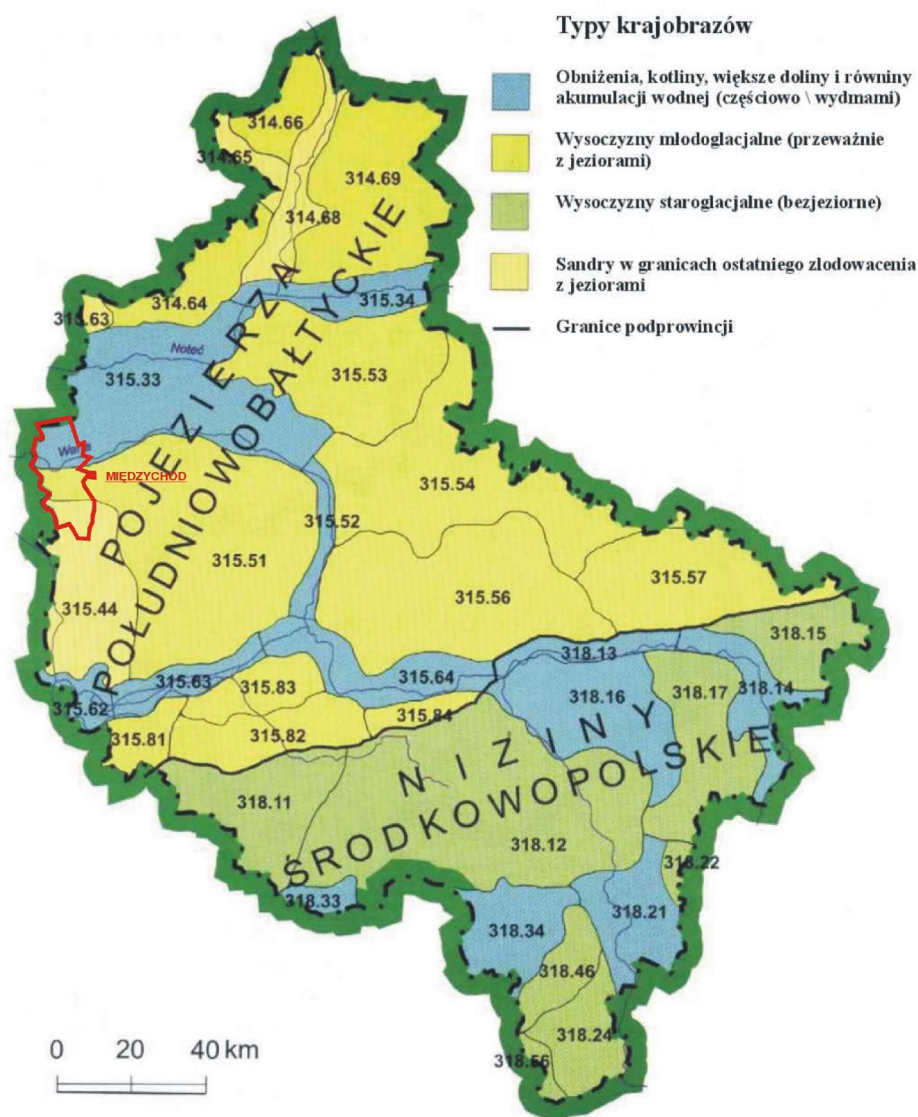 Typy krajobrazów
Obniżenia, kotliny, większe doliny i równiny
akumulacji wodnej (częściowo \ wydmami)
Wysoczyzny młodoglacjalne (przeważnie
z jeziorami)
Wysoczyzny staroglacjalne (bezjeziorne)
Sandry w granicach ostatniego zlodowacenia
z jeziorami
Granice podprowincji
314.66
314.65
314.69
314.68
314.64
315.34
315.63
Noteć
315.33
315.53
Warta
MIĘDZYCHÓD
POJEZIERZA
POŁUDNIOWOBAŁTYCKIE
315.54
315.52
315.51
315.57
315.56
315.44
318.15
318.13
315.63
315.83
315.64
318.16
318.17
318.14
315.62
315.84
315.81
315.82
NIZINY
ŚRODKOWOPOLSKIE
318.11
318.12
318.22
318.33
318.34
318.21
318.46
318.24
318.56
0 20 40 km